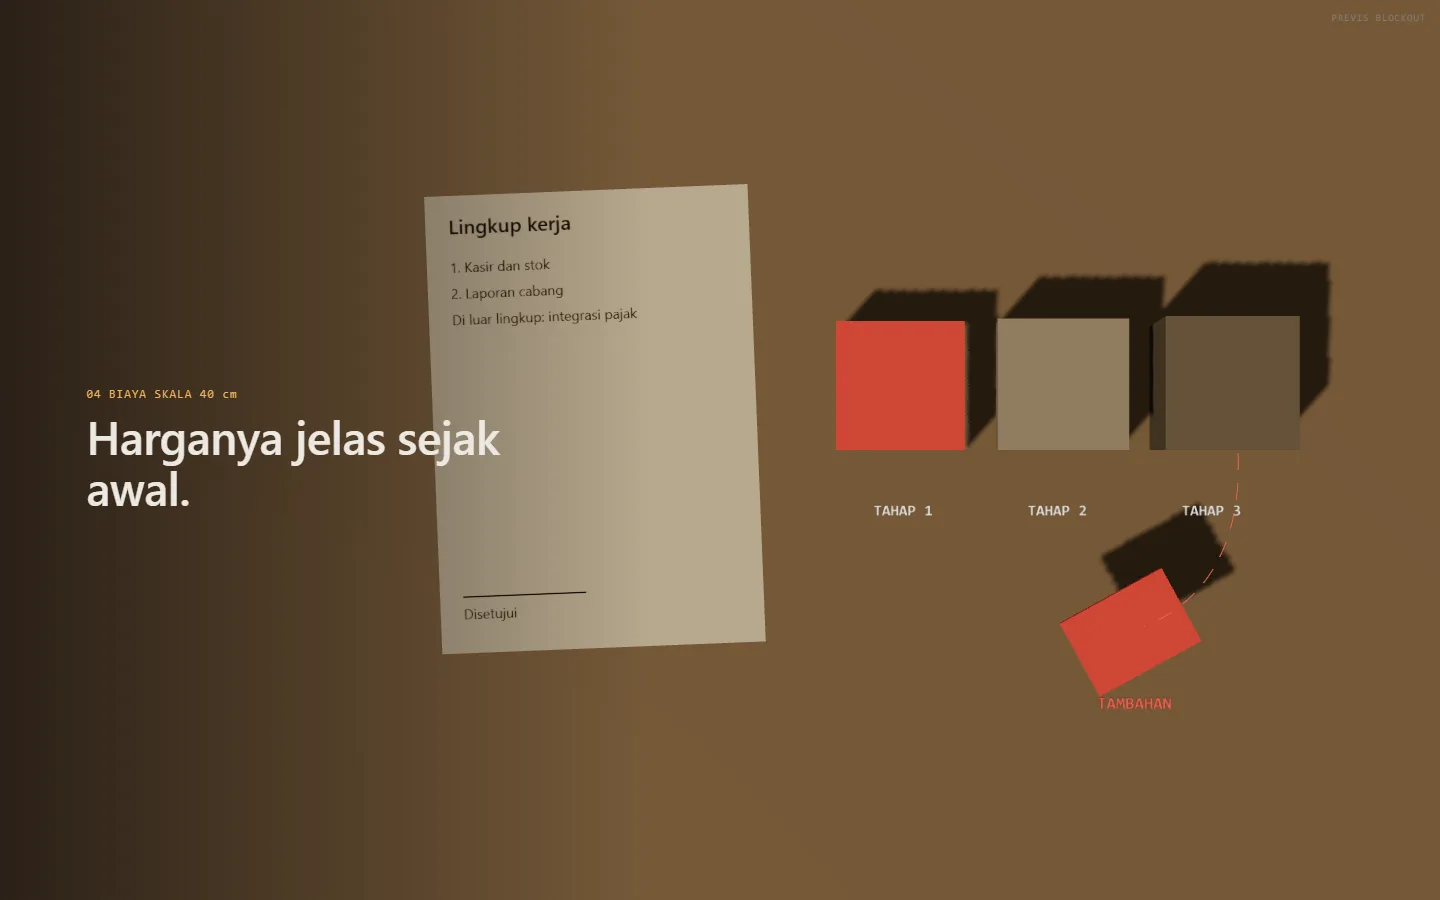 PREVIS BLOCKOUT
Lingkup kerja
1. Kasir dan stok
2. Laporan cabang
Di luar lingkup: integrasi pajak
Disetujui
04 BIAYA SKALA 40 cm
Harganya jelas sejak
awal.
TAHAP 1
TAHAP 2
TAHAP 3
TAMBAHAN